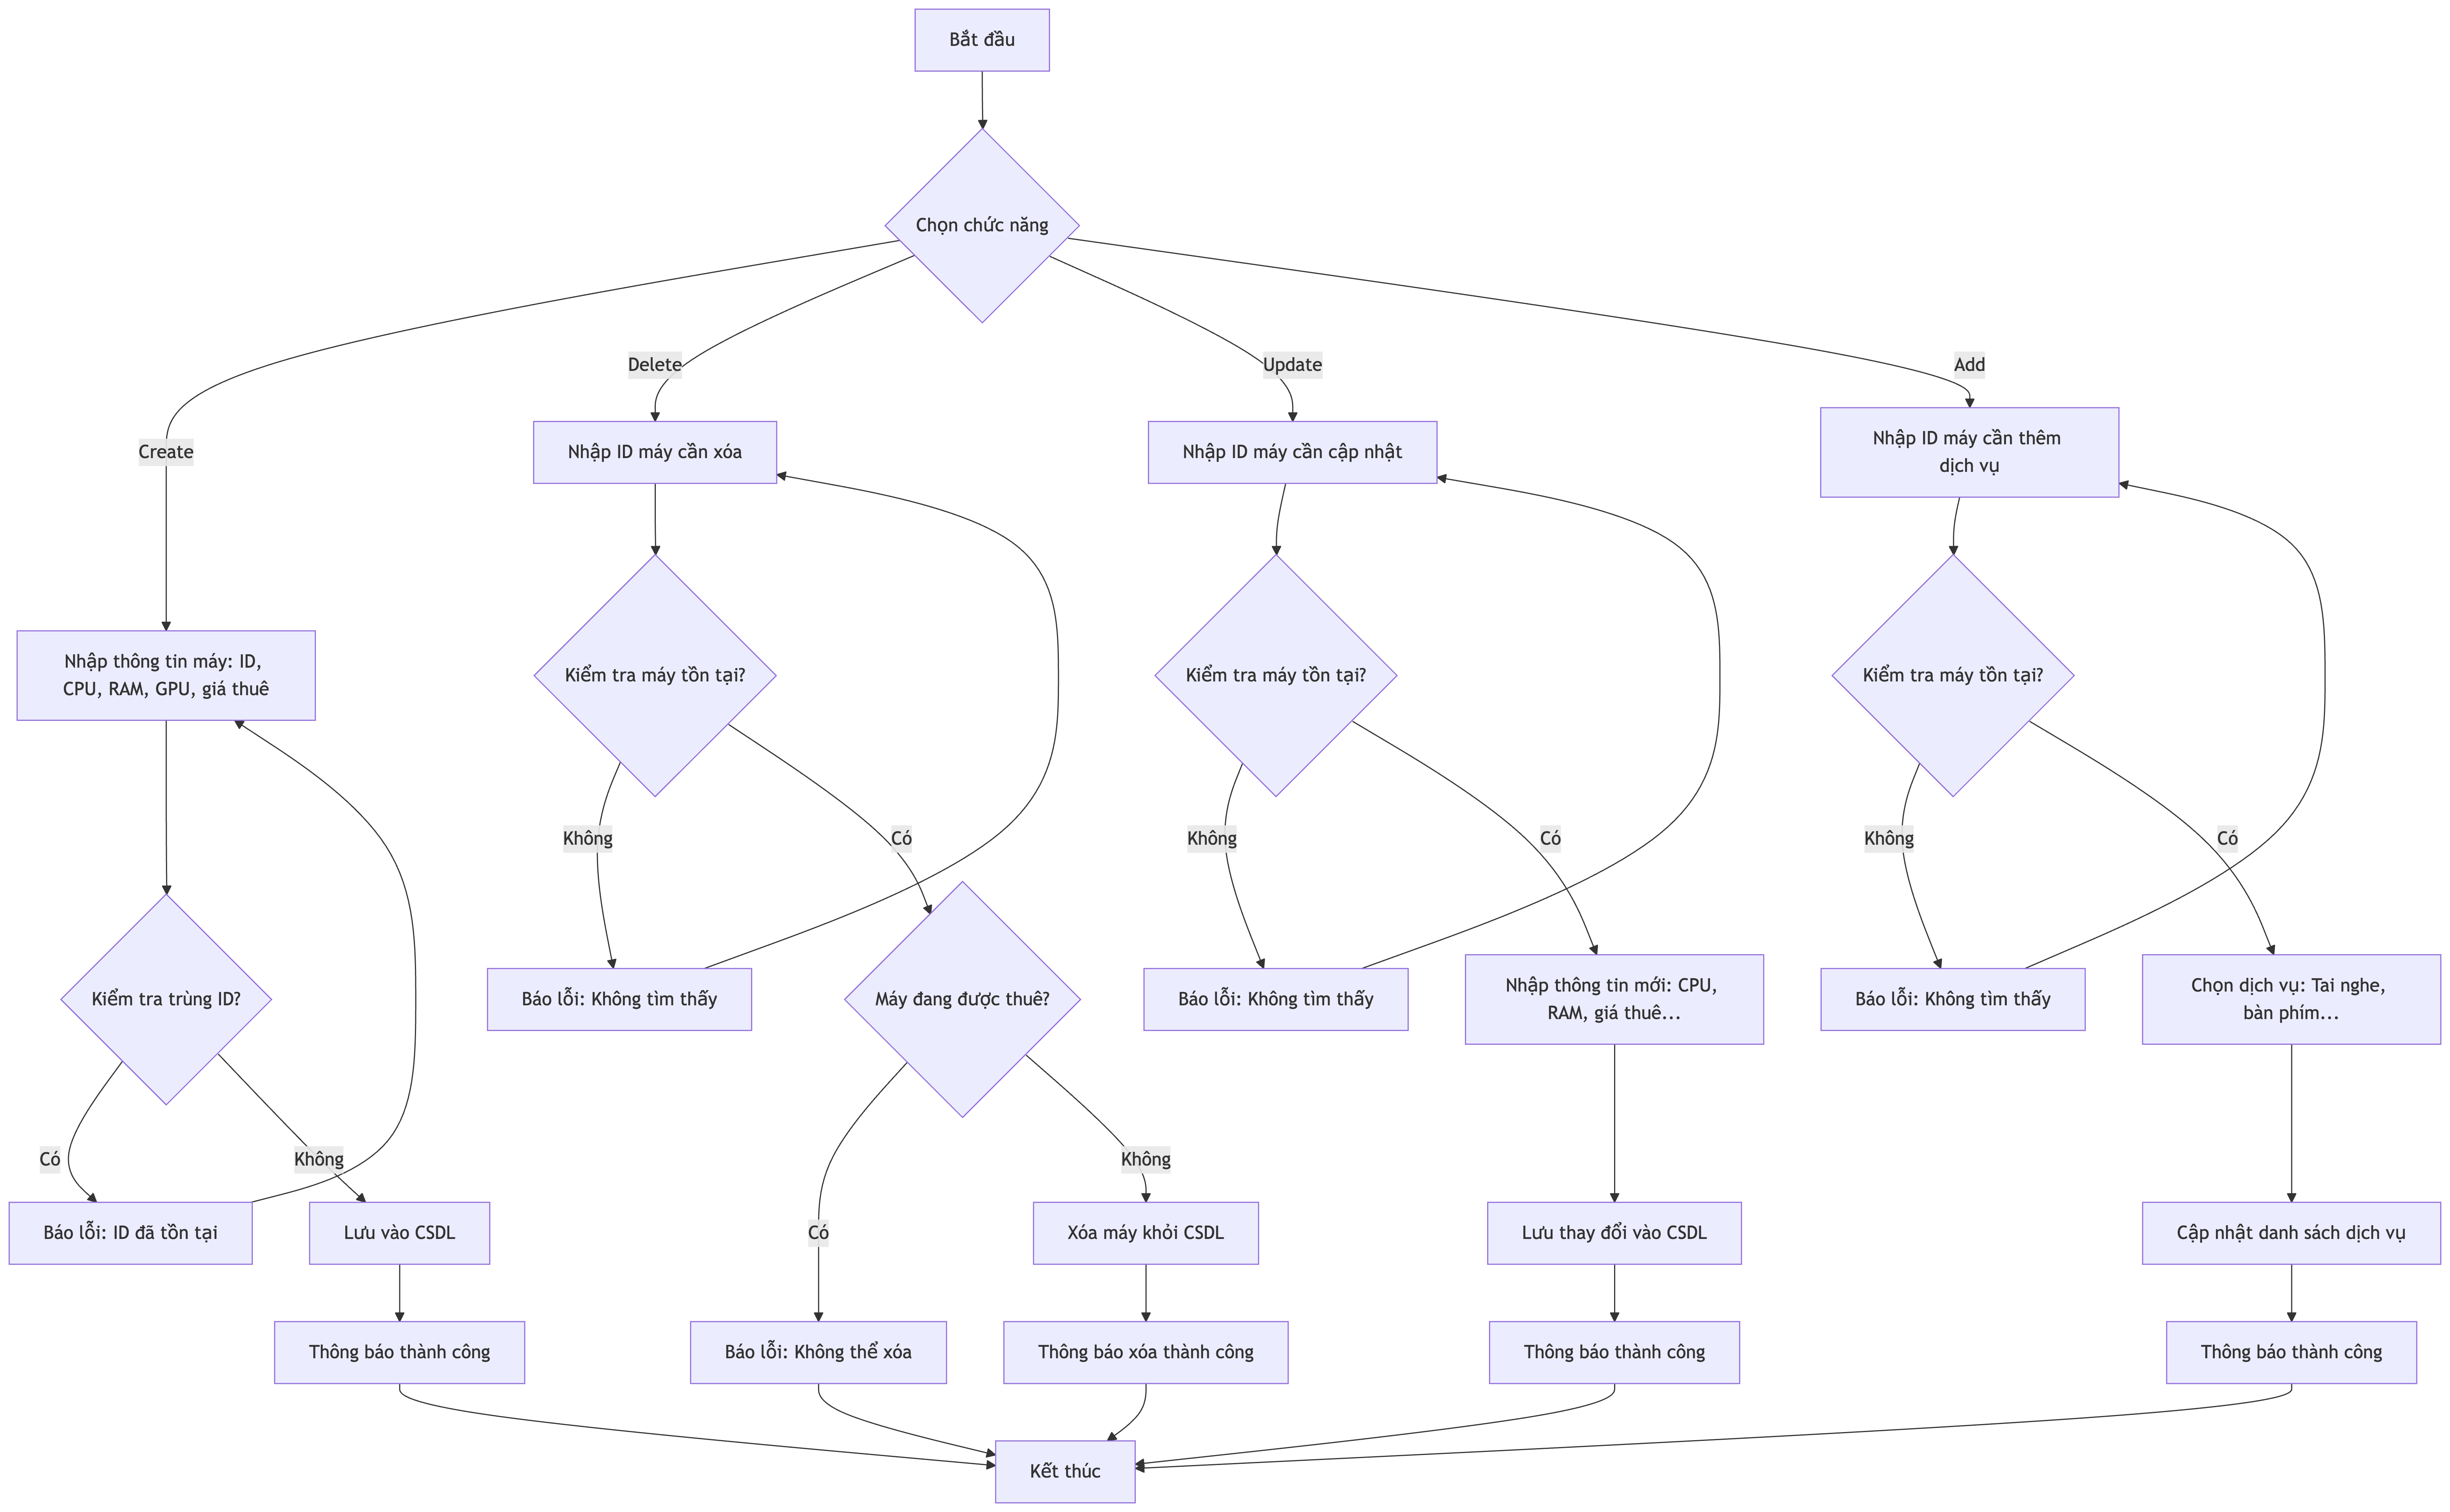 Bắt đầu
Chọn chức năng
Delete
Update
Add
Create
Nhập ID máy cần xóa
Nhập ID máy cần cập nhật
Nhập ID máy cần thêm
dịch vụ
Nhập thông tin máy: ID,
CPU, RAM, GPU, giá thuê
Kiểm tra máy tồn tại?
Kiểm tra máy tồn tại?
Kiểm tra máy tồn tại?
Không
Có
Không
Có
Không
Có
Kiểm tra trùng ID?
Báo lỗi: Không tìm thấy
Máy đang được thuê?
Báo lỗi: Không tìm thấy
Nhập thông tin mới: CPU,
RAM, giá thuê...
Báo lỗi: Không tìm thấy
Chọn dịch vụ: Tai nghe,
bàn phím...
Có
Không
Không
Báo lỗi: ID đã tồn tại
Lưu vào CSDL
Có
Xóa máy khỏi CSDL
Lưu thay đổi vào CSDL
Cập nhật danh sách dịch vụ
Thông báo thành công
Báo lỗi: Không thể xóa
Thông báo xóa thành công
Thông báo thành công
Thông báo thành công
Kết thúc